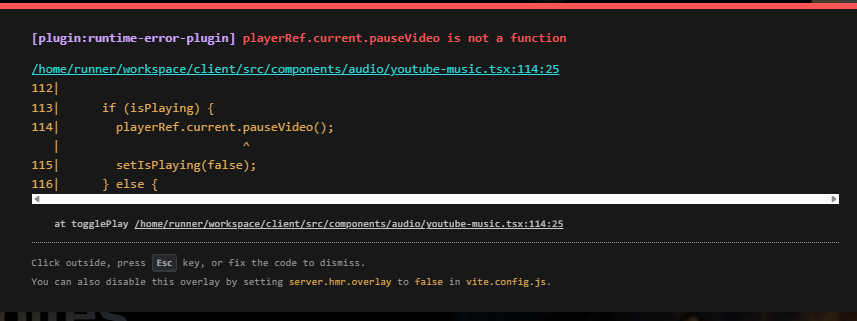 [plugin:runtime-error-plugin] playerRef.current.pauseVideo is not a function
/home/runner/workspace/client/src/components/audio/youtube-music.tsx:114:25
112|
113|      if (isPlaying) {
114|        playerRef.current.pauseVideo();
   |                         ^
115|        setIsPlaying(false);
116|      } else {
at togglePlay /home/runner/workspace/client/src/components/audio/youtube-music.tsx:114:25
Click outside, press Esc key, or fix the code to dismiss.
You can also disable this overlay by setting server.hmr.overlay to false in vite.config.js.